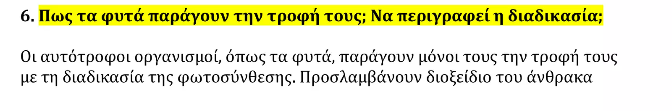 6. Πως τα φυτά παράγουν την τροφή τους; Να περιγραφεί η διαδικασία;
Οι αυτότροφοι οργανισμοί, όπως τα φυτά, παράγουν μόνοι τους την τροφή τους
με τη διαδικασία της φωτοσύνθεσης. Προσλαμβάνουν διοξείδιο του άνθρακα